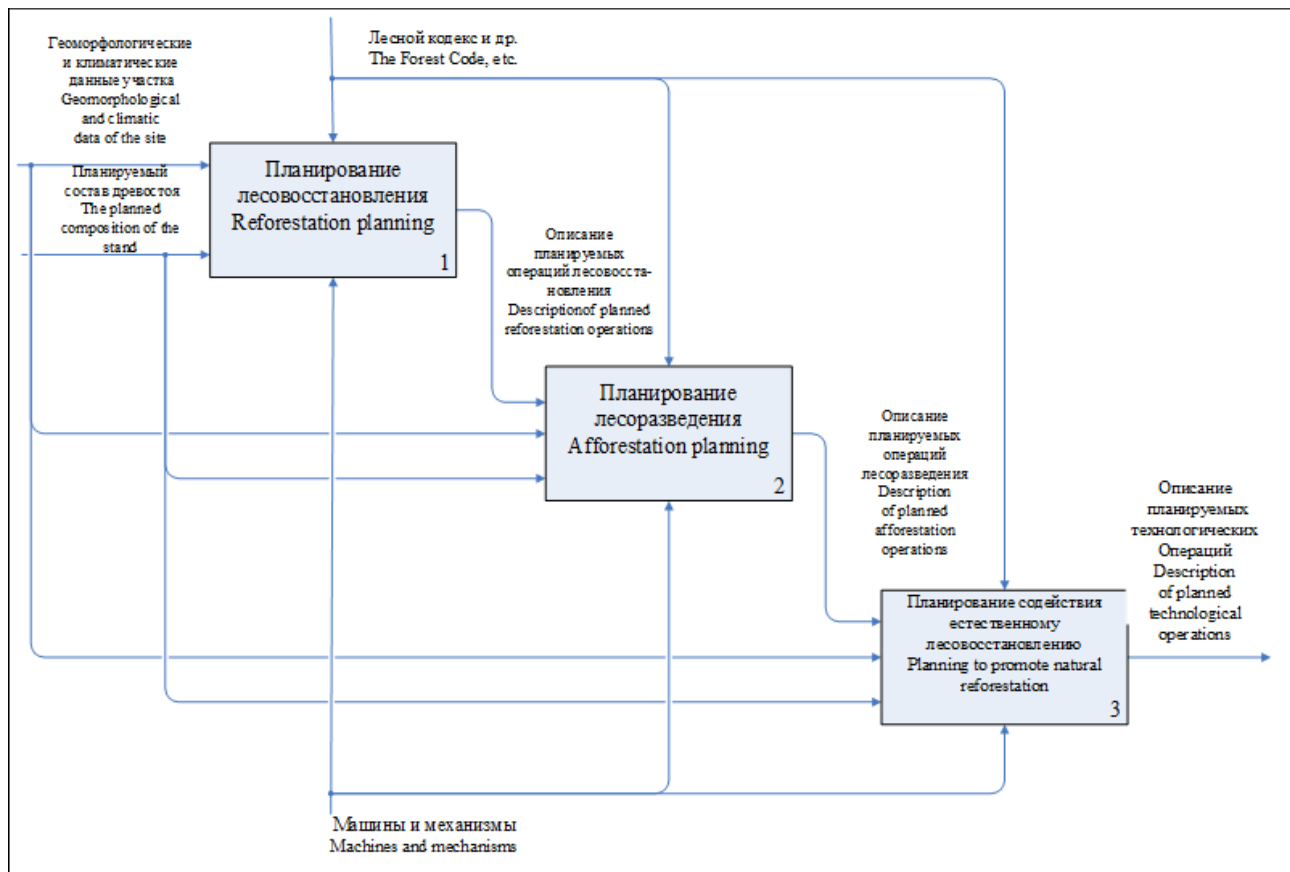 Геоморфологические
и климатические
данные участка
Geomorphological
and climatic
data of the site
Лесной кодекс и др.
The Forest Code, etc.
Планируемый
состав древостоя
The planned
composition of the
stand
Планирование
лесовосстановления
Reforestation planning
1
Описание
планируемых
операций лесовосста-
новления
Descriptionof planned
reforestation operations
Планирование
лесоразведения
Afforestation planning
2
Описание
планируемых
операций
лесоразведения
Description
of planned
afforestation
operations
Планирование содействия
естественному
лесовосстановлению
Planning to promote natural
reforestation
3
Описание
планируемых
технологических
Операций
Description
of planned
technological
operations
Машины и механизмы
Machines and mechanisms